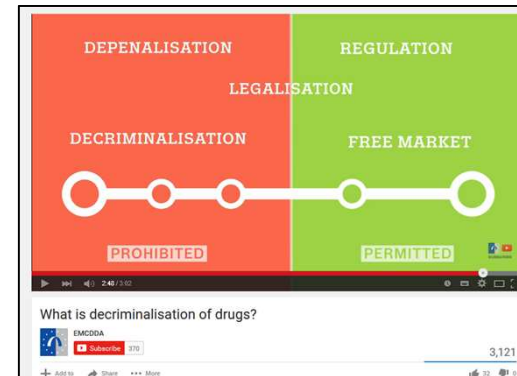 DEPENALISATION REGULATION
LEGALISATION
DECRIMINALISATION FREE MARKET
PROHIBITED PERMITTED
2:48 / 3:02
What is decriminalisation of drugs?
EMCDDA
Subscribe 370
3,121
Add to Share More
32 0